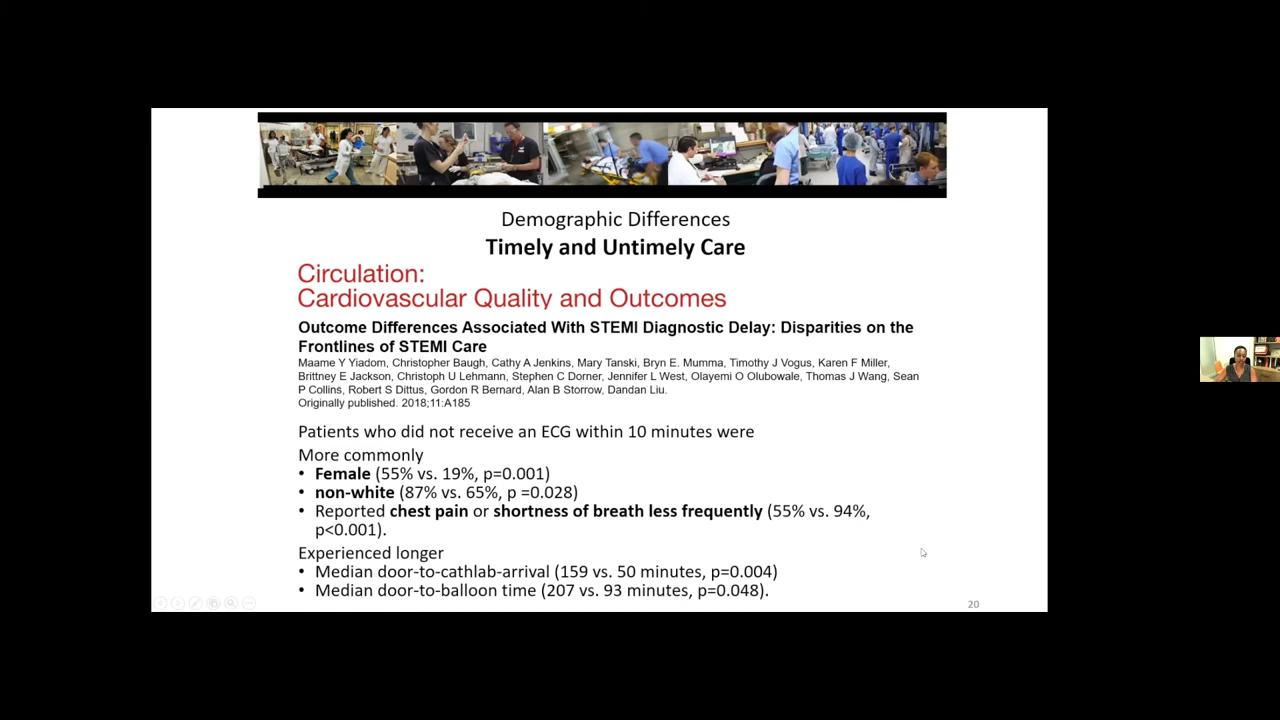 Demographic Differences
Timely and Untimely Care
Circulation:
Cardiovascular Quality and Outcomes
Outcome Differences Associated With STEMI Diagnostic Delay: Disparities on the
Frontlines of STEMI Care
Maame Y Yiadom, Christopher Baugh, Cathy A Jenkins, Mary Tanski, Bryn E. Mumma, Timothy J Vogus, Karen F Miller,
Brittney E Jackson, Christoph U Lehmann, Stephen C Dorner, Jennifer L West, Olayemi O Olubowale, Thomas J Wang, Sean
P Collins, Robert S Dittus, Gordon R Bernard, Alan B Storrow, Dandan Liu.
Originally published. 2018;11:A185
Patients who did not receive an ECG within 10 minutes were
More commonly
• Female (55% vs. 19%, p=0.001)
• non-white (87% vs. 65%, p =0.028)
• Reported chest pain or shortness of breath less frequently (55% vs. 94%,
p<0.001).
Experienced longer
• Median door-to-cathlab-arrival (159 vs. 50 minutes, p=0.004)
• Median door-to-balloon time (207 vs. 93 minutes, p=0.048).
20